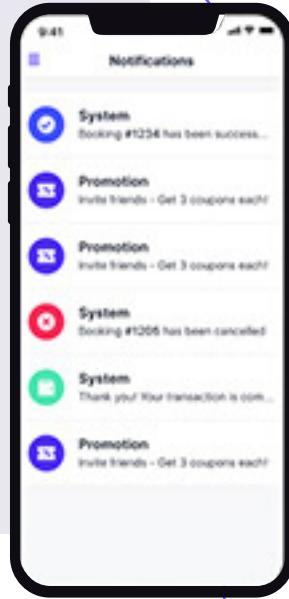 9:41
Notifications
System
Booking #1234 has been success...
Promotion
Invite friends - Get 3 coupons each!
Promotion
Invite friends - Get 3 coupons each!
System
Booking #1205 has been cancelled
System
Thank you! Your transaction is com...
Promotion
Invite friends - Get 3 coupons each!